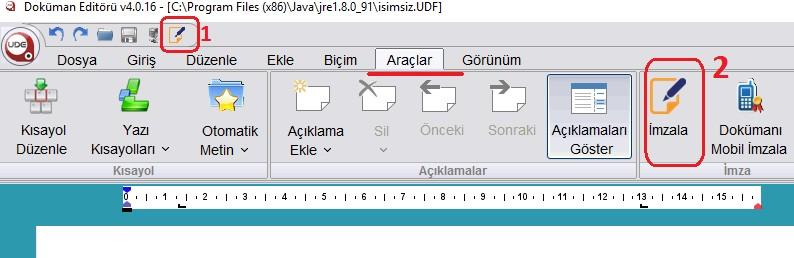 Doküman Editörü v4.0.16 - [C:\Program Files (x86)\Java\jre1.8.0_91\isimsiz.UDF]
UDE
1
Dosya Giriş Düzenle Ekle Biçim Araçlar Görünüm
2
Kısayol Düzenle
Yazı Kısayolları
Otomatik Metin
Açıklama Ekle
Sil
Önceki
Sonraki
Açıklamaları Göster
İmzala
Dokümanı Mobil İmzala
Kısayol
Açıklamalar
İmza
0 1 2 3 4 5 6 7 8 9 10 11 12 13 14 15